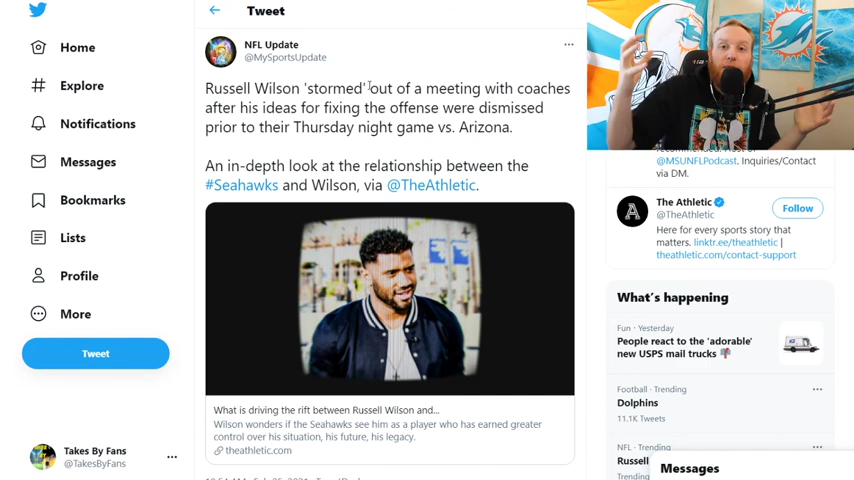 Tweet
Home
Explore
Notifications
Messages
Bookmarks
Lists
Profile
More
Tweet
Takes By Fans
@TakesByFans
NFL Update
@MySportsUpdate
Russell Wilson 'stormed' out of a meeting with coaches
after his ideas for fixing the offense were dismissed
prior to their Thursday night game vs. Arizona.
An in-depth look at the relationship between the
#Seahawks and Wilson, via @TheAthletic.
What is driving the rift between Russell Wilson and...
Wilson wonders if the Seahawks see him as a player who has earned greater
control over his situation, his future, his legacy.
theathletic.com
@MSUNFLPodcast. Inquiries/Contact
via DM.
The Athletic
@TheAthletic
Follow
Here for every sports story that
matters. linktr.ee/theathletic |
theathletic.com/contact-support
What's happening
Fun · Yesterday
People react to the 'adorable'
new USPS mail trucks
Football · Trending
Dolphins
11.1K Tweets
NFL · Trending
Russell
Messages